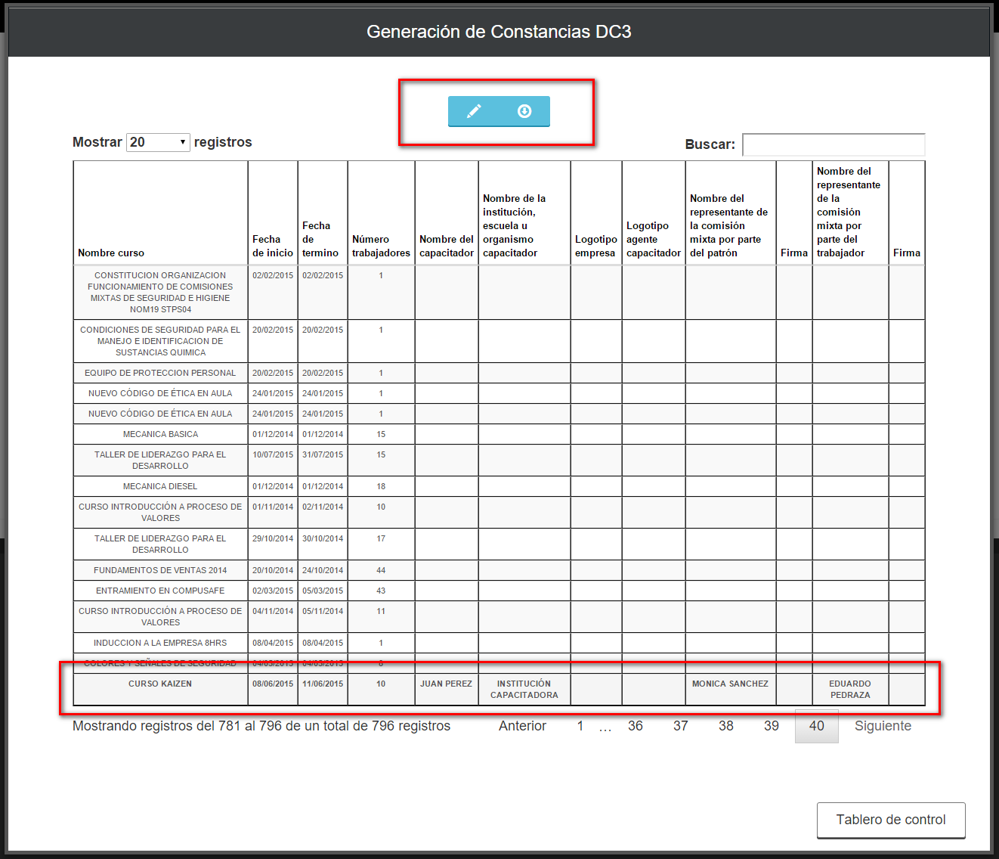 Generación de Constancias DC3
Mostrar 20 registros
Buscar:
Nombre curso
Fecha
de inicio
Fecha
de
termino
Número
trabajadores
Nombre del
capacitador
Nombre de la
institución,
escuela u
organismo
capacitador
Logotipo
empresa
Logotipo
agente
capacitador
Nombre del
representante de
la comisión
mixta por parte
del patrón
Firma
Nombre del
representante
de la
comisión
mixta por
parte del
trabajador
Firma
CONSTITUCION ORGANIZACION
FUNCIONAMIENTO DE COMISIONES
MIXTAS DE SEGURIDAD E HIGIENE
NOM19 STPS04
02/02/2015 02/02/2015 1
CONDICIONES DE SEGURIDAD PARA EL
MANEJO E IDENTIFICACION DE
SUSTANCIAS QUIMICA
20/02/2015 20/02/2015 1
EQUIPO DE PROTECCION PERSONAL 20/02/2015 20/02/2015 1
NUEVO CÓDIGO DE ÉTICA EN AULA 24/01/2015 24/01/2015 1
NUEVO CÓDIGO DE ÉTICA EN AULA 24/01/2015 24/01/2015 1
MECANICA BASICA 01/12/2014 01/12/2014 15
TALLER DE LIDERAZGO PARA EL
DESARROLLO
10/07/2015 31/07/2015 15
MECANICA DIESEL 01/12/2014 01/12/2014 18
CURSO INTRODUCCIÓN A PROCESO DE
VALORES
01/11/2014 02/11/2014 10
TALLER DE LIDERAZGO PARA EL
DESARROLLO
29/10/2014 30/10/2014 17
FUNDAMENTOS DE VENTAS 2014 20/10/2014 24/10/2014 44
ENTRAMIENTO EN COMPUSAFE 02/03/2015 05/03/2015 43
CURSO INTRODUCCIÓN A PROCESO DE
VALORES
04/11/2014 05/11/2014 11
INDUCCION A LA EMPRESA 8HRS 08/04/2015 08/04/2015 1
COLORES Y SEÑALES DE SEGURIDAD
CURSO KAIZEN 08/06/2015 11/06/2015 10 JUAN PEREZ
INSTITUCIÓN
CAPACITADORA
MONICA SANCHEZ
EDUARDO
PEDRAZA
Mostrando registros del 781 al 796 de un total de 796 registros
Anterior 1 ... 36 37 38 39 40 Siguiente
Tablero de control